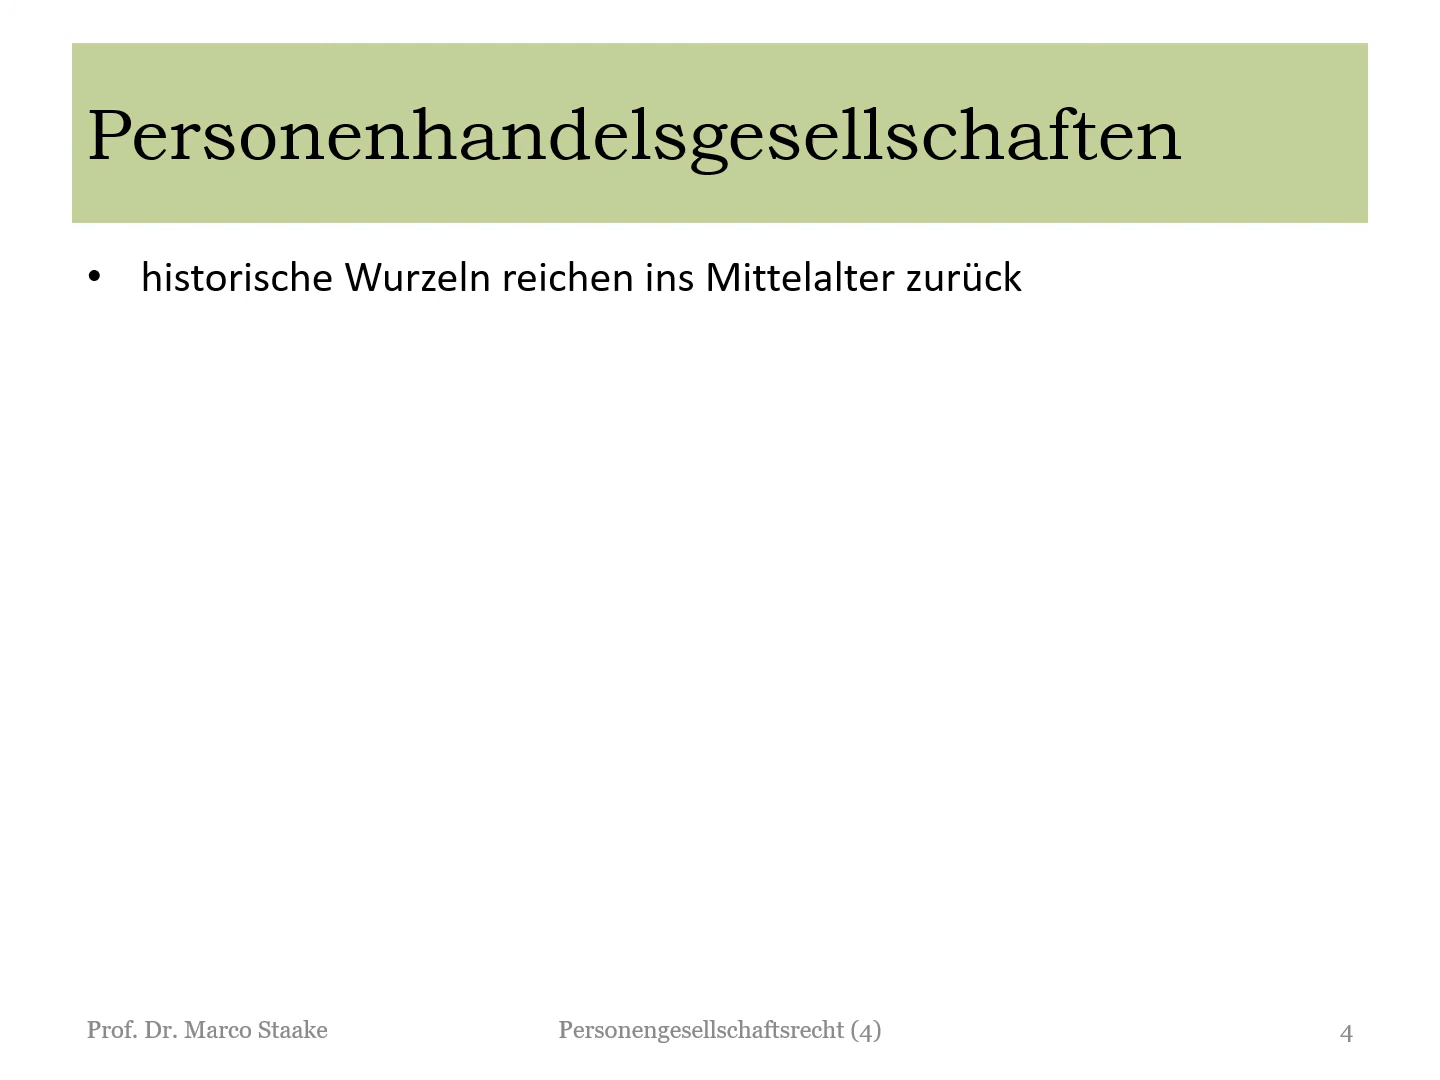 Personenhandelsgesellschaften
• historische Wurzeln reichen ins Mittelalter zurück
Prof. Dr. Marco Staake
Personengesellschaftsrecht (4)
4